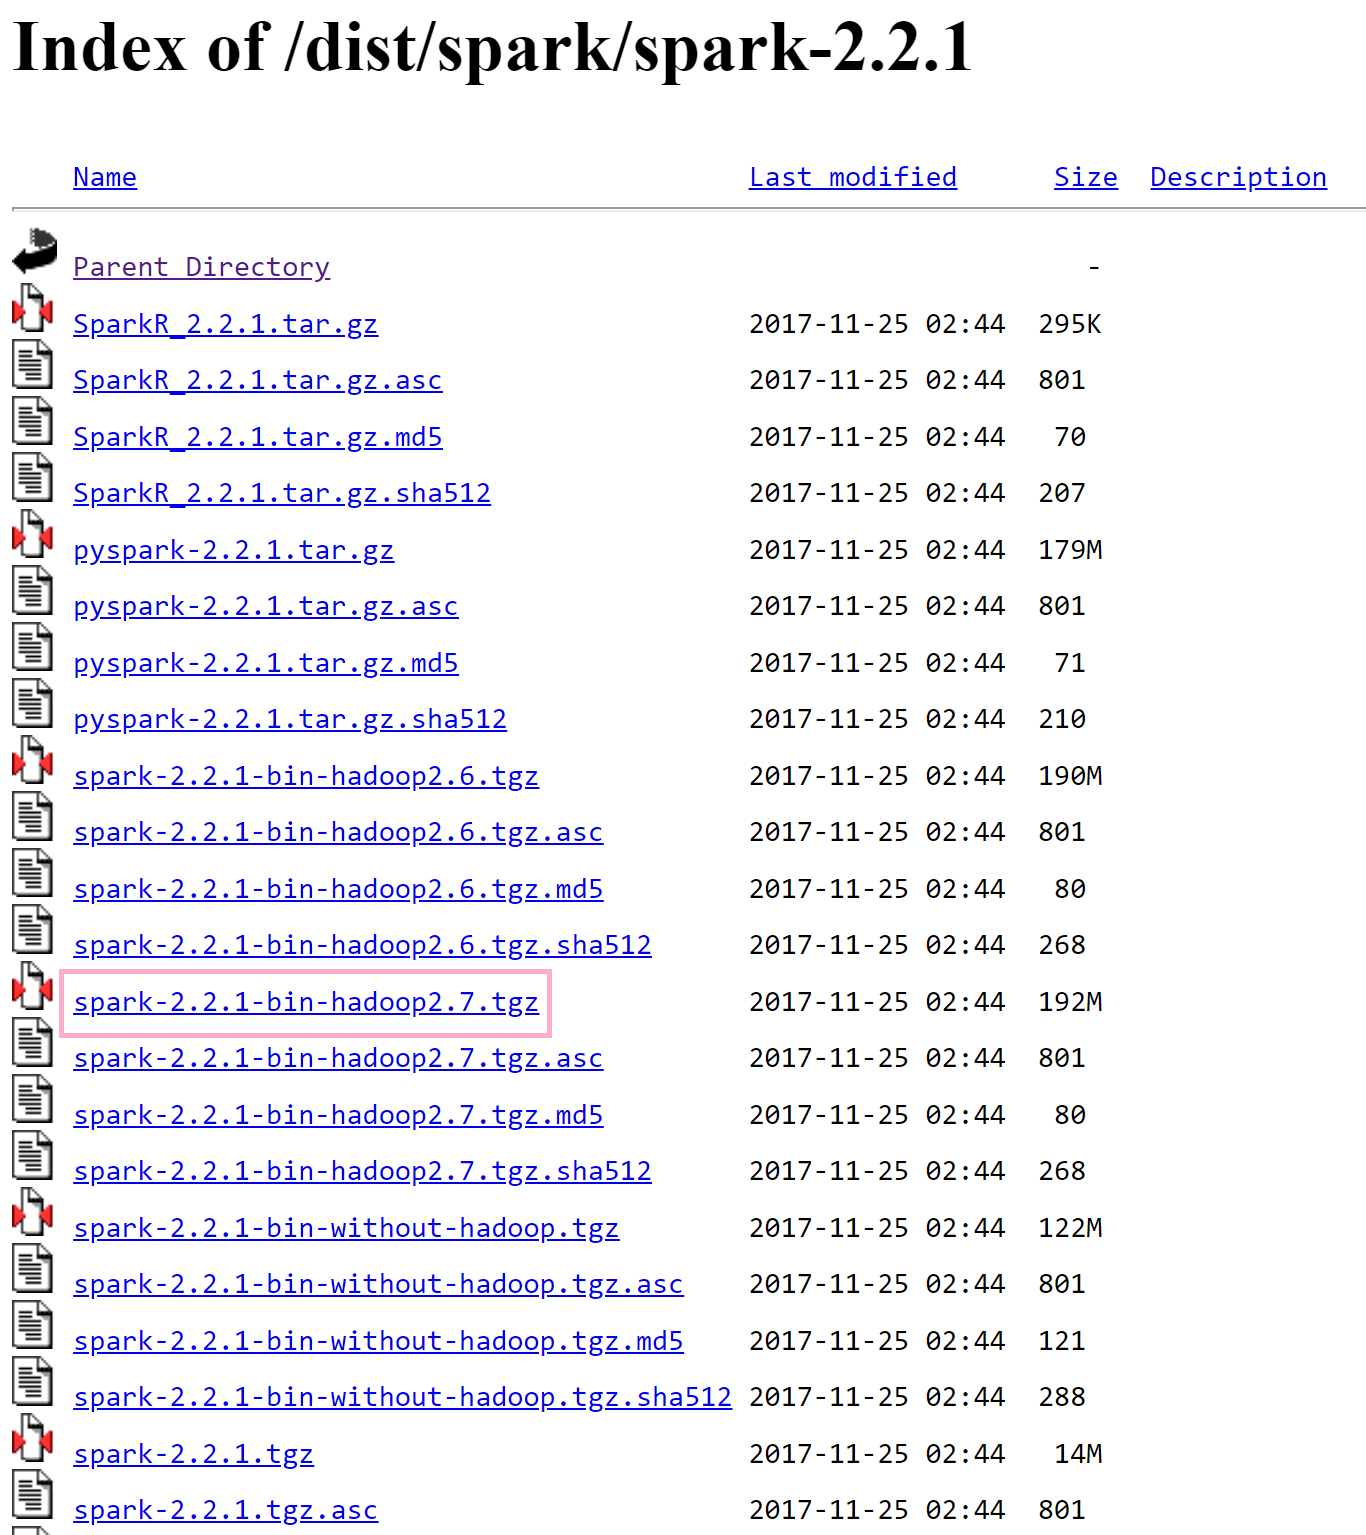 Index of /dist/spark/spark-2.2.1
Name Last modified Size Description
Parent Directory -
SparkR_2.2.1.tar.gz 2017-11-25 02:44 295K
SparkR_2.2.1.tar.gz.asc 2017-11-25 02:44 801
SparkR_2.2.1.tar.gz.md5 2017-11-25 02:44 70
SparkR_2.2.1.tar.gz.sha512 2017-11-25 02:44 207
pyspark-2.2.1.tar.gz 2017-11-25 02:44 179M
pyspark-2.2.1.tar.gz.asc 2017-11-25 02:44 801
pyspark-2.2.1.tar.gz.md5 2017-11-25 02:44 71
pyspark-2.2.1.tar.gz.sha512 2017-11-25 02:44 210
spark-2.2.1-bin-hadoop2.6.tgz 2017-11-25 02:44 190M
spark-2.2.1-bin-hadoop2.6.tgz.asc 2017-11-25 02:44 801
spark-2.2.1-bin-hadoop2.6.tgz.md5 2017-11-25 02:44 80
spark-2.2.1-bin-hadoop2.6.tgz.sha512 2017-11-25 02:44 268
spark-2.2.1-bin-hadoop2.7.tgz 2017-11-25 02:44 192M
spark-2.2.1-bin-hadoop2.7.tgz.asc 2017-11-25 02:44 801
spark-2.2.1-bin-hadoop2.7.tgz.md5 2017-11-25 02:44 80
spark-2.2.1-bin-hadoop2.7.tgz.sha512 2017-11-25 02:44 268
spark-2.2.1-bin-without-hadoop.tgz 2017-11-25 02:44 122M
spark-2.2.1-bin-without-hadoop.tgz.asc 2017-11-25 02:44 801
spark-2.2.1-bin-without-hadoop.tgz.md5 2017-11-25 02:44 121
spark-2.2.1-bin-without-hadoop.tgz.sha512 2017-11-25 02:44 288
spark-2.2.1.tgz 2017-11-25 02:44 14M
spark-2.2.1.tgz.asc 2017-11-25 02:44 801